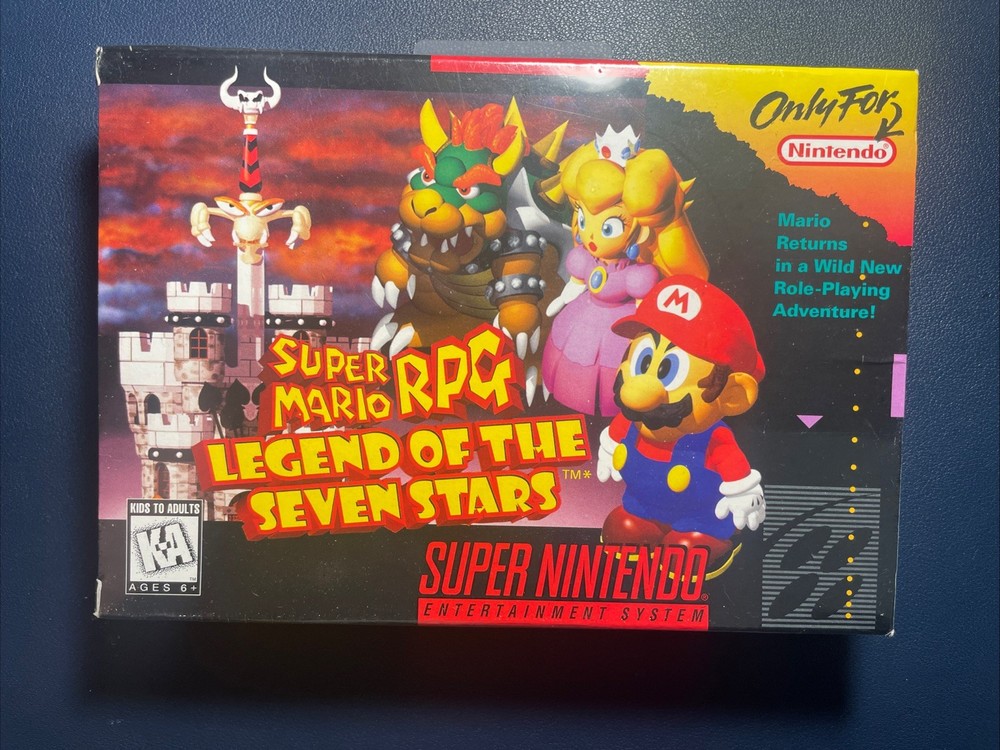 Only For
Nintendo®
Mario
Returns
in a Wild New
Role-Playing
Adventure!
M
SUPER
MARIO RPG
LEGEND OF THE
SEVEN STARS™*
KIDS TO ADULTS
K-A
™
AGES 6+
SUPER NINTENDO®
ENTERTAINMENT SYSTEM